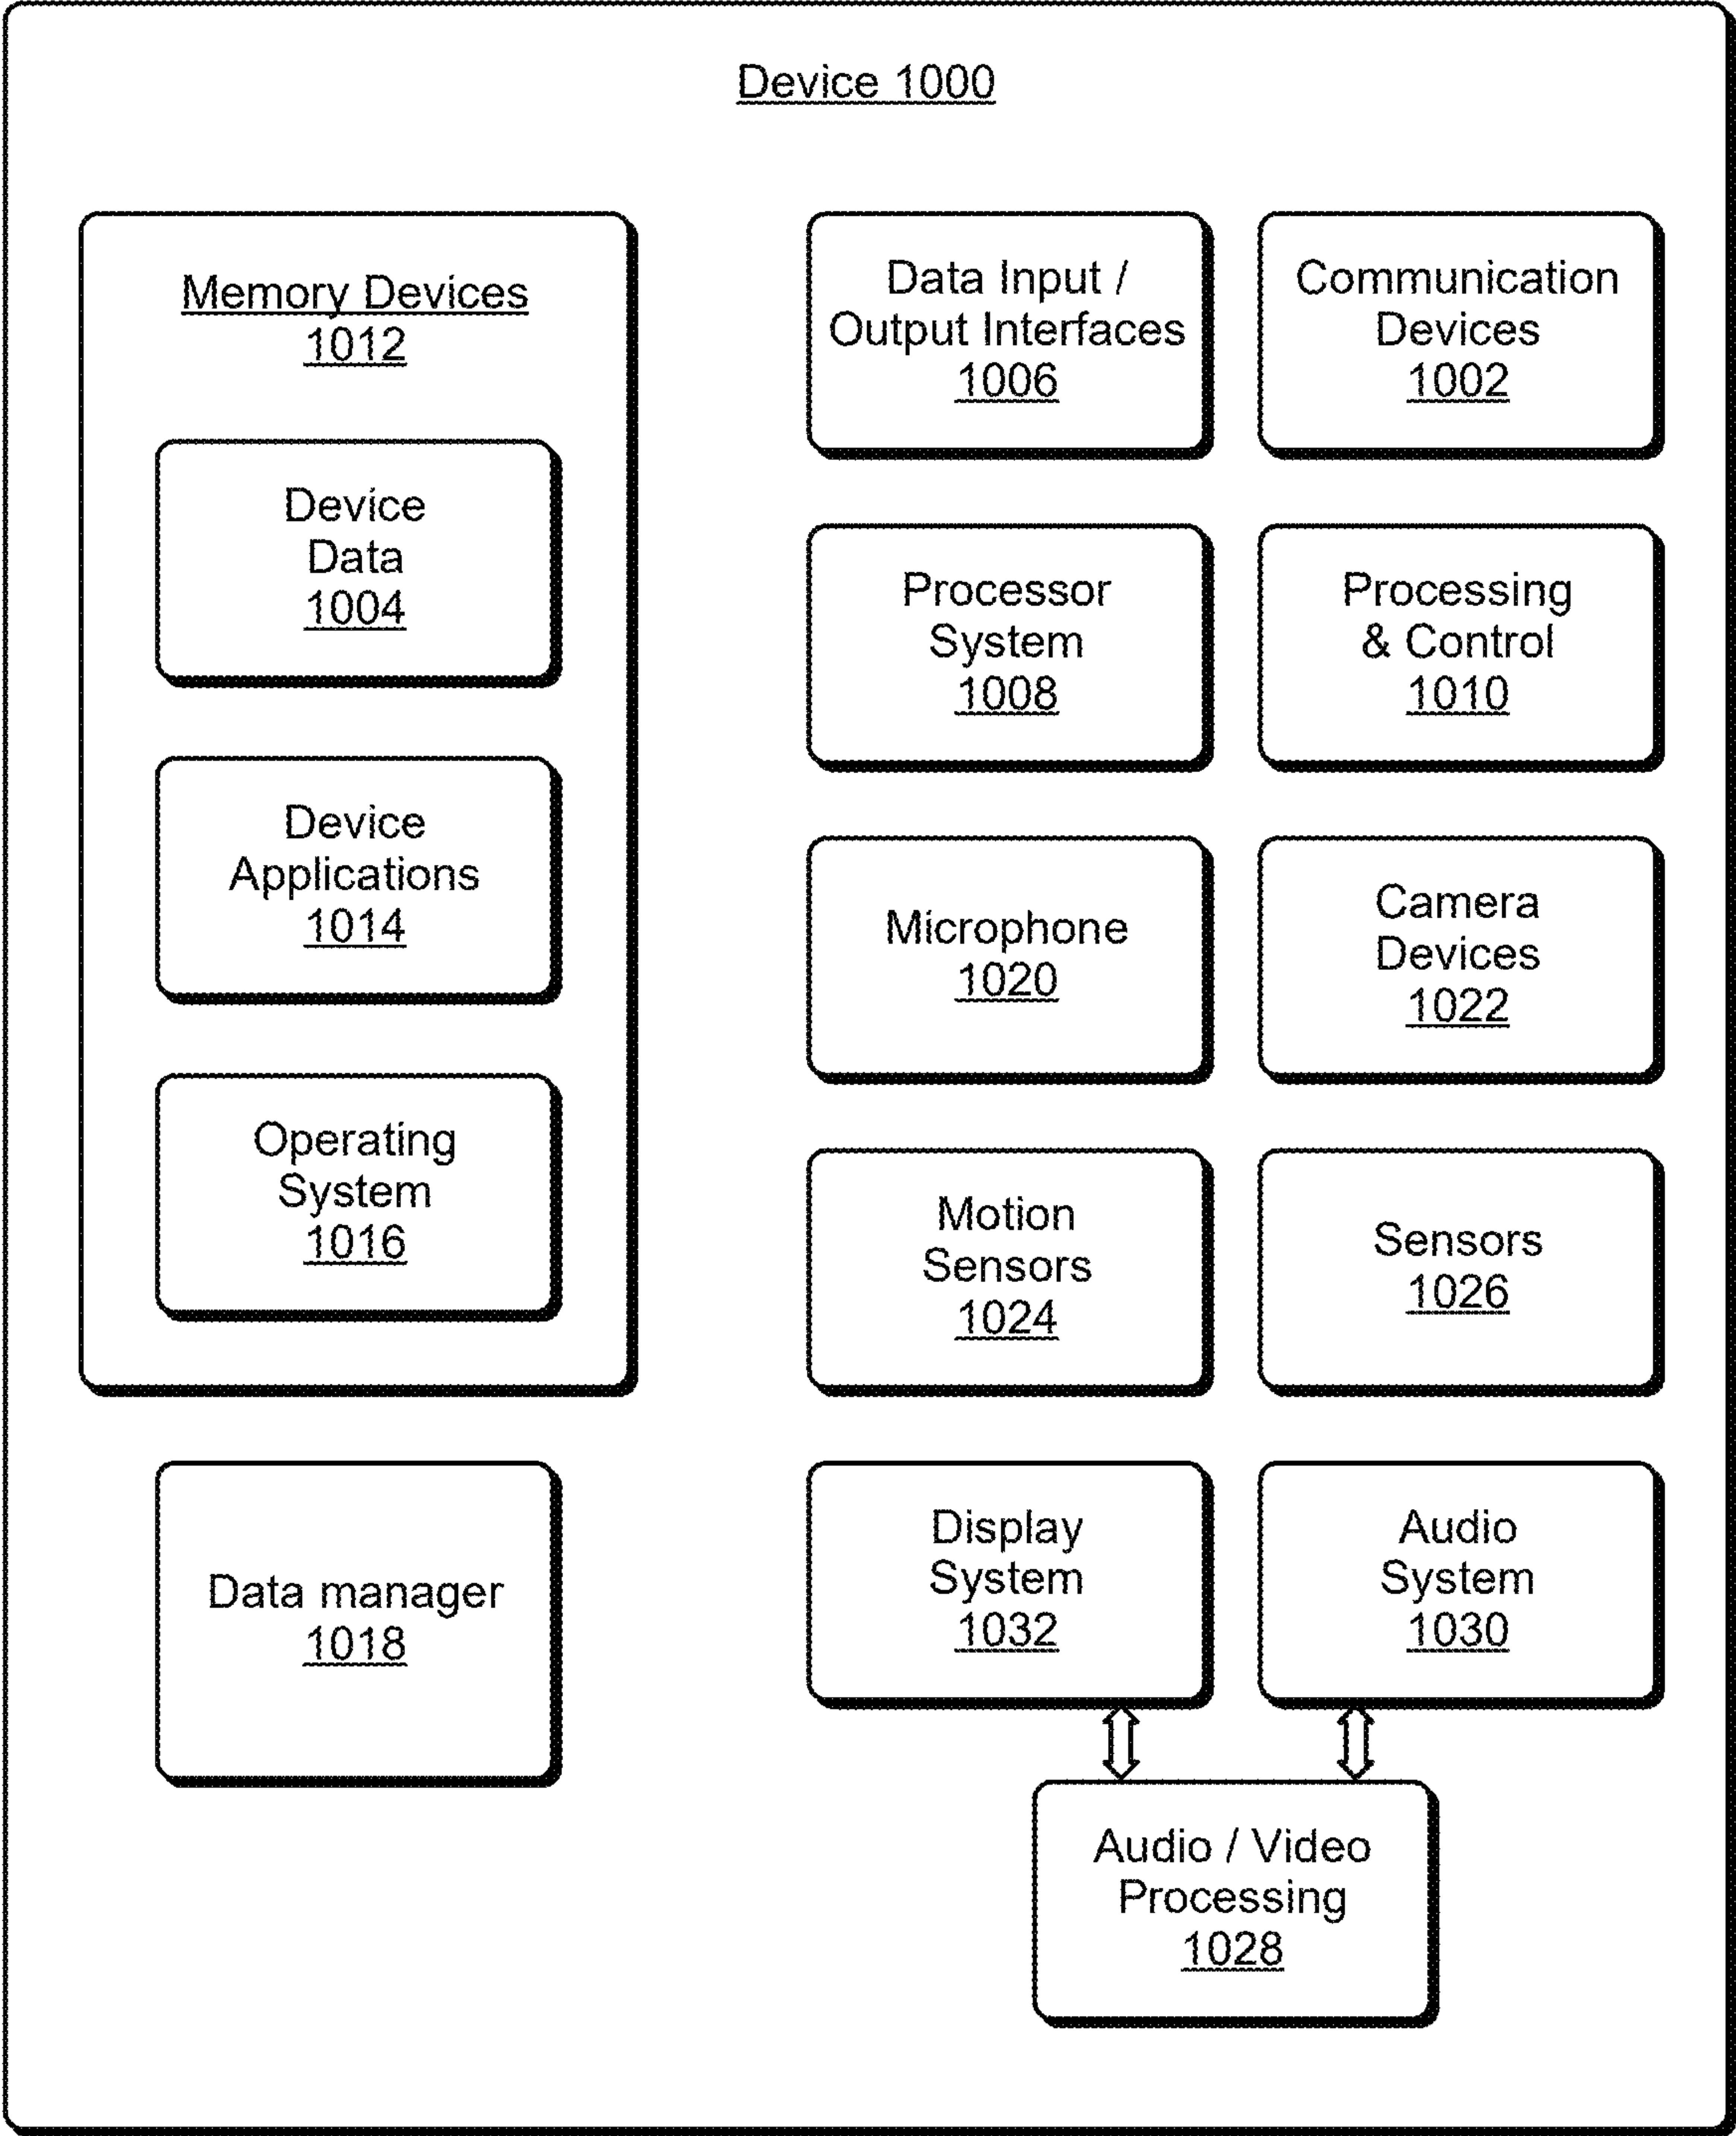 Device 1000
Memory Devices
1012
Device
Data
1004
Device
Applications
1014
Operating
System
1016
Data manager
1018
Data Input /
Output Interfaces
1006
Communication
Devices
1002
Processor
System
1008
Processing
& Control
1010
Microphone
1020
Camera
Devices
1022
Motion
Sensors
1024
Sensors
1026
Display
System
1032
Audio
System
1030
Audio / Video
Processing
1028